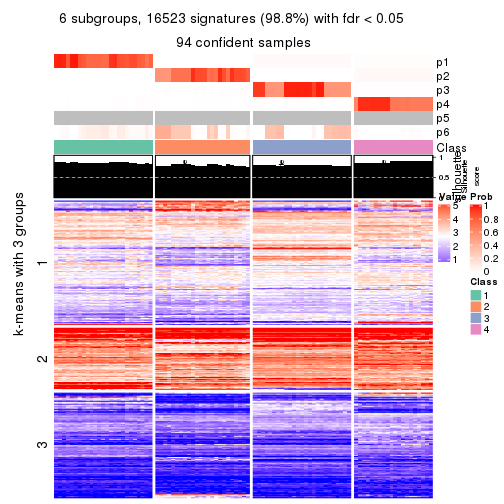 6 subgroups, 16523 signatures (98.8%) with fdr < 0.05
94 confident samples
p1
p2
p3
p4
p5
p6
Class
1
0.5
0
Silhouette
score
k-means with 3 groups
1
2
3
Value
5
4
3
2
1
Prob
1
0.8
0.6
0.4
0.2
0
Class
1
2
3
4